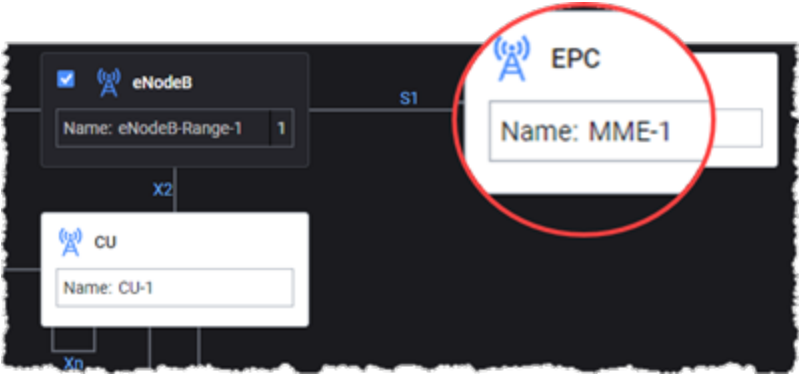 eNodeB
Name: eNodeB-Range-1 1
S1
EPC
Name: MME-1
X2
CU
Name: CU-1
Xn